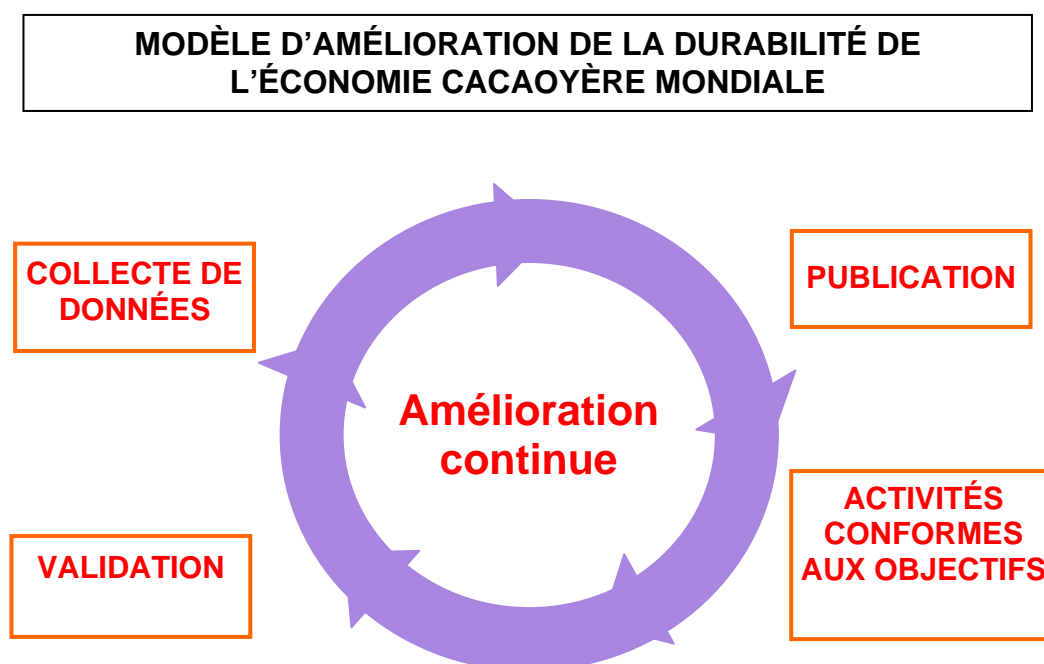 MODÈLE D’AMÉLIORATION DE LA DURABILITÉ DE
L’ÉCONOMIE CACAOYÈRE MONDIALE
COLLECTE DE
DONNÉES
PUBLICATION
Amélioration
continue
VALIDATION
ACTIVITÉS
CONFORMES
AUX OBJECTIFS